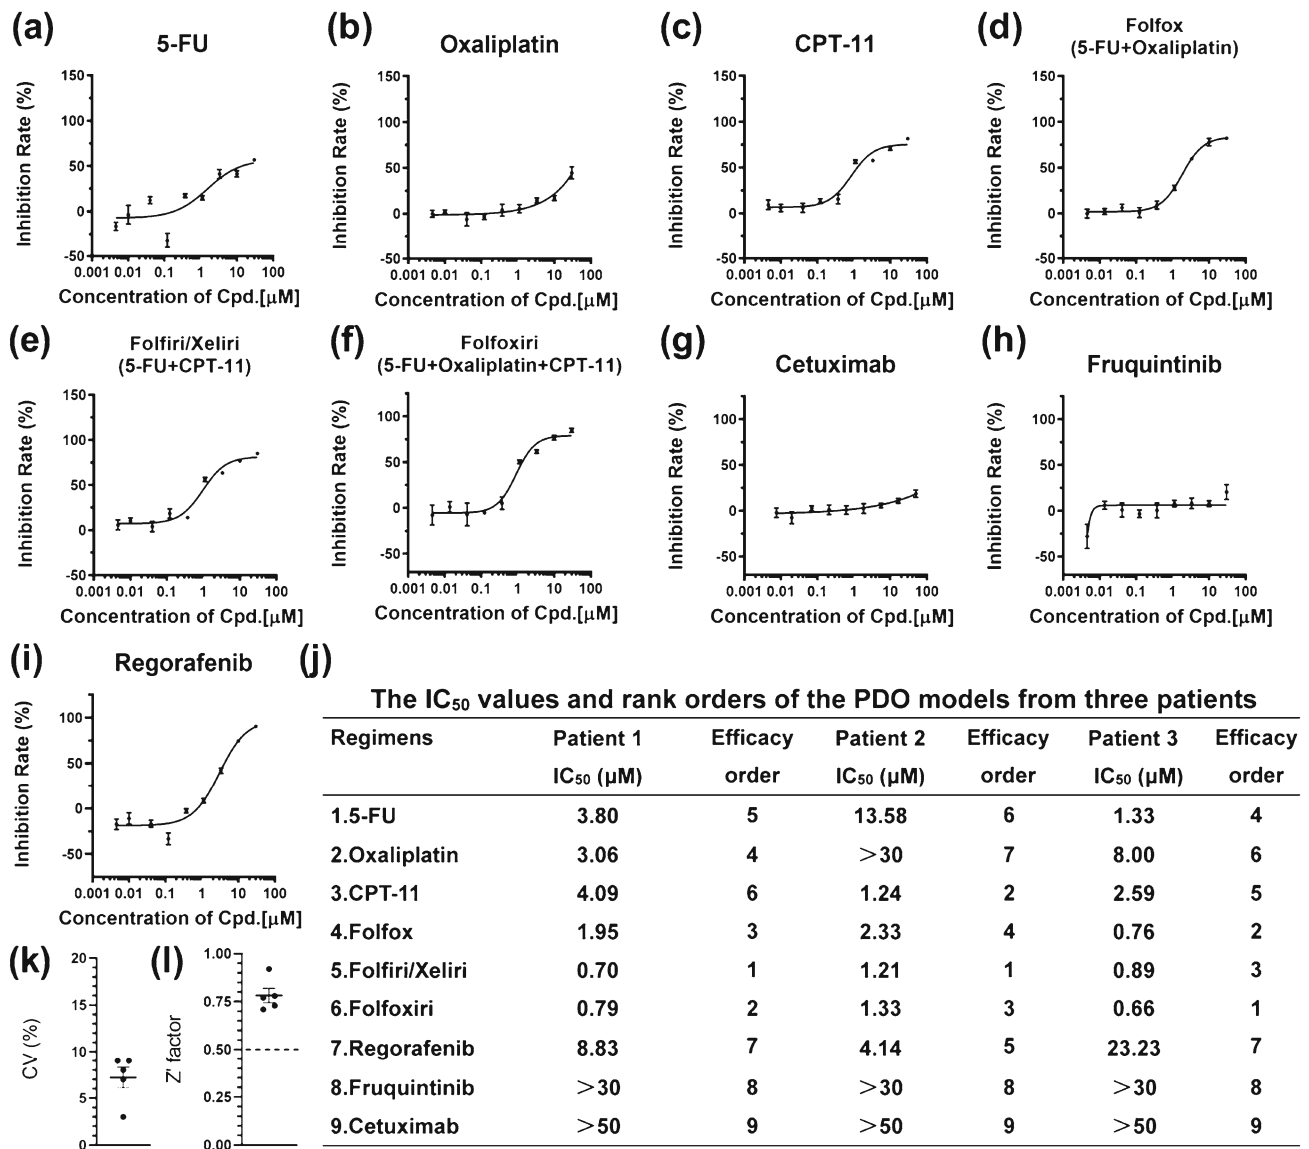 (a)
5-FU
Inhibition Rate (%)
150
100
50
0
-50
0.001 0.01 0.1 1 10 100
Concentration of Cpd.[μM]
(b)
Oxaliplatin
Inhibition Rate (%)
150
100
50
0
-50
0.001 0.01 0.1 1 10 100
Concentration of Cpd.[μM]
(c)
CPT-11
Inhibition Rate (%)
150
100
50
0
-50
0.001 0.01 0.1 1 10 100
Concentration of Cpd.[μM]
(d)
Folfox
(5-FU+Oxaliplatin)
Inhibition Rate (%)
150
100
50
0
-50
0.001 0.01 0.1 1 10 100
Concentration of Cpd.[μM]
(e)
Folfiri/Xeliri
(5-FU+CPT-11)
Inhibition Rate (%)
150
100
50
0
-50
0.001 0.01 0.1 1 10 100
Concentration of Cpd.[μM]
(f)
Folfoxiri
(5-FU+Oxaliplatin+CPT-11)
Inhibition Rate (%)
100
50
0
-50
0.001 0.01 0.1 1 10 100
Concentration of Cpd.[μM]
(g)
Cetuximab
Inhibition Rate (%)
100
50
0
-50
0.001 0.01 0.1 1 10 100
Concentration of Cpd.[μM]
(h)
Fruquintinib
Inhibition Rate (%)
100
50
0
-50
0.001 0.01 0.1 1 10 100
Concentration of Cpd.[μM]
(i)
Regorafenib
Inhibition Rate (%)
100
50
0
-50
0.001 0.01 0.1 1 10 100
Concentration of Cpd.[μM]
(j)
The IC50 values and rank orders of the PDO models from three patients
Regimens Patient 1 Efficacy Patient 2 Efficacy Patient 3 Efficacy
IC50 (μM) order IC50 (μM) order IC50 (μM) order
1.5-FU 3.80 5 13.58 6 1.33 4
2.Oxaliplatin 3.06 4 >30 7 8.00 6
3.CPT-11 4.09 6 1.24 2 2.59 5
4.Folfox 1.95 3 2.33 4 0.76 2
5.Folfiri/Xeliri 0.70 1 1.21 1 0.89 3
6.Folfoxiri 0.79 2 1.33 3 0.66 1
7.Regorafenib 8.83 7 4.14 5 23.23 7
8.Fruquintinib >30 8 >30 8 >30 8
9.Cetuximab >50 9 >50 9 >50 9
(k)
CV (%)
20
15
10
5
0
(l)
Z' factor
1.00
0.75
0.50
0.25
0.00